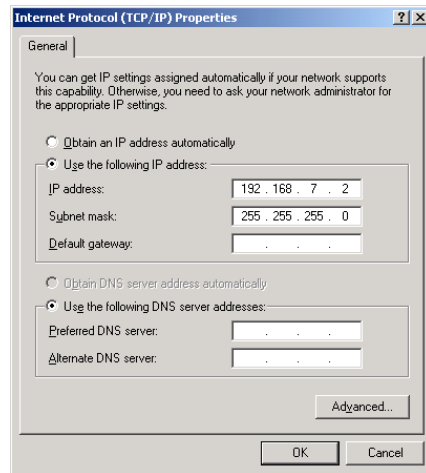 Internet Protocol (TCP/IP) Properties
General
You can get IP settings assigned automatically if your network supports
this capability. Otherwise, you need to ask your network administrator for
the appropriate IP settings.
Obtain an IP address automatically
Use the following IP address:
IP address: 192 . 168 . 7 . 2
Subnet mask: 255 . 255 . 255 . 0
Default gateway: . . .
Obtain DNS server address automatically
Use the following DNS server addresses:
Preferred DNS server: . . .
Alternate DNS server: . . .
Advanced...
OK Cancel